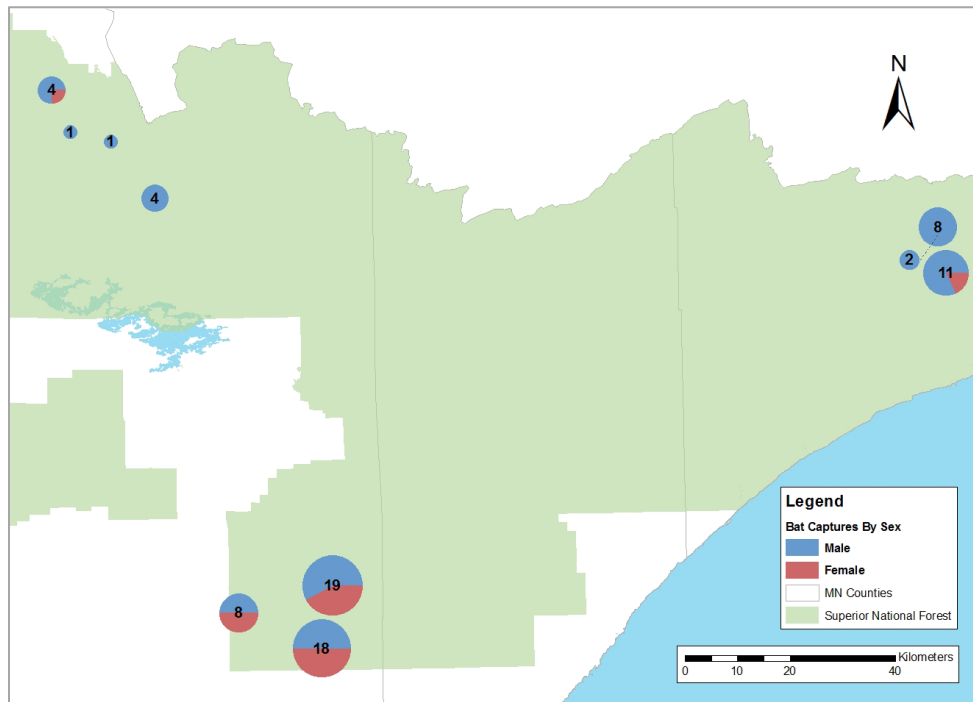 N
4
1
1
4
8
2
11
19
8
18
Legend
Bat Captures By Sex
Male
Female
MN Counties
Superior National Forest
Kilometers
0 10 20 40